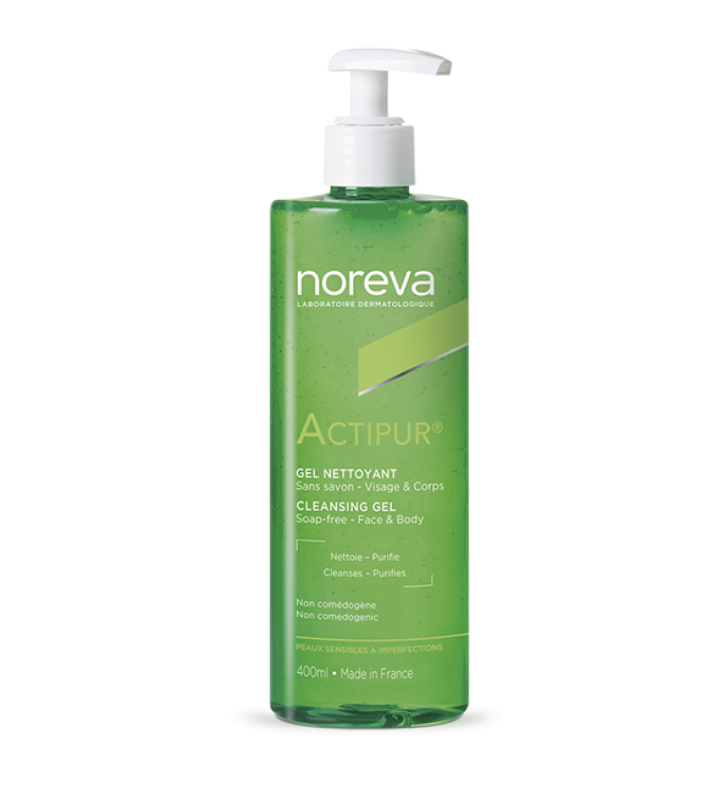 noreva
LABORATOIRE DERMATOLOGIQUE
ACTIPUR®
GEL NETTOYANT
Sans savon - Visage & Corps
CLEANSING GEL
Soap-free - Face & Body
Nettoie – Purifie
Cleanses – Purifies
Non comédogène
Non comedogenic
PEAUX SENSIBLES À IMPERFECTIONS
400ml • Made in France